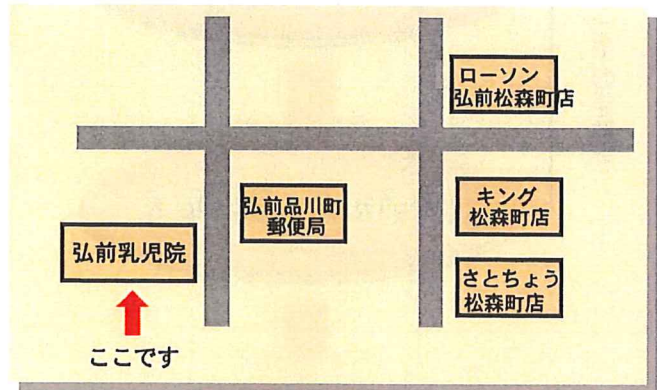 ローソン
弘前松森町店
弘前品川町
郵便局
キング
松森町店
弘前乳児院
さとちょう
松森町店
ここです